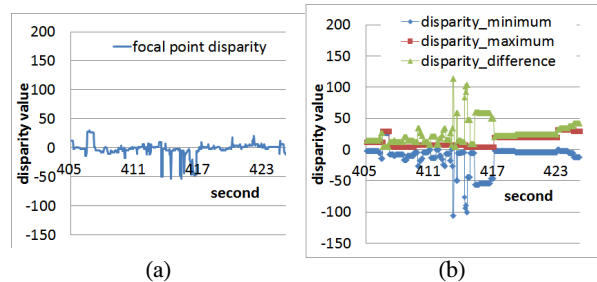 200
150
100
50
0
-50
-100
-150
disparity value
focal point disparity
405
411
417
423
second
(a)
200
150
100
50
0
-50
-100
-150
disparity value
disparity_minimum
disparity_maximum
disparity_difference
405
411
417
423
second
(b)